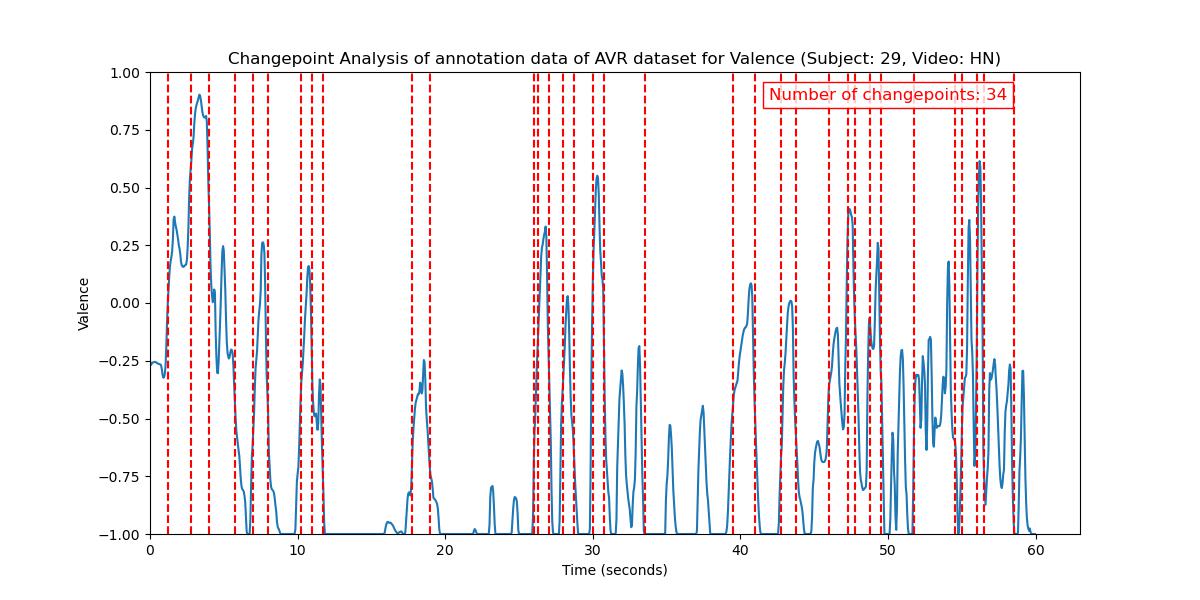 Changepoint Analysis of annotation data of AVR dataset for Valence (Subject: 29, Video: HN)
Number of changepoints: 34
Valence
1.00
0.75
0.50
0.25
0.00
−0.25
−0.50
−0.75
−1.00
0 10 20 30 40 50 60
Time (seconds)